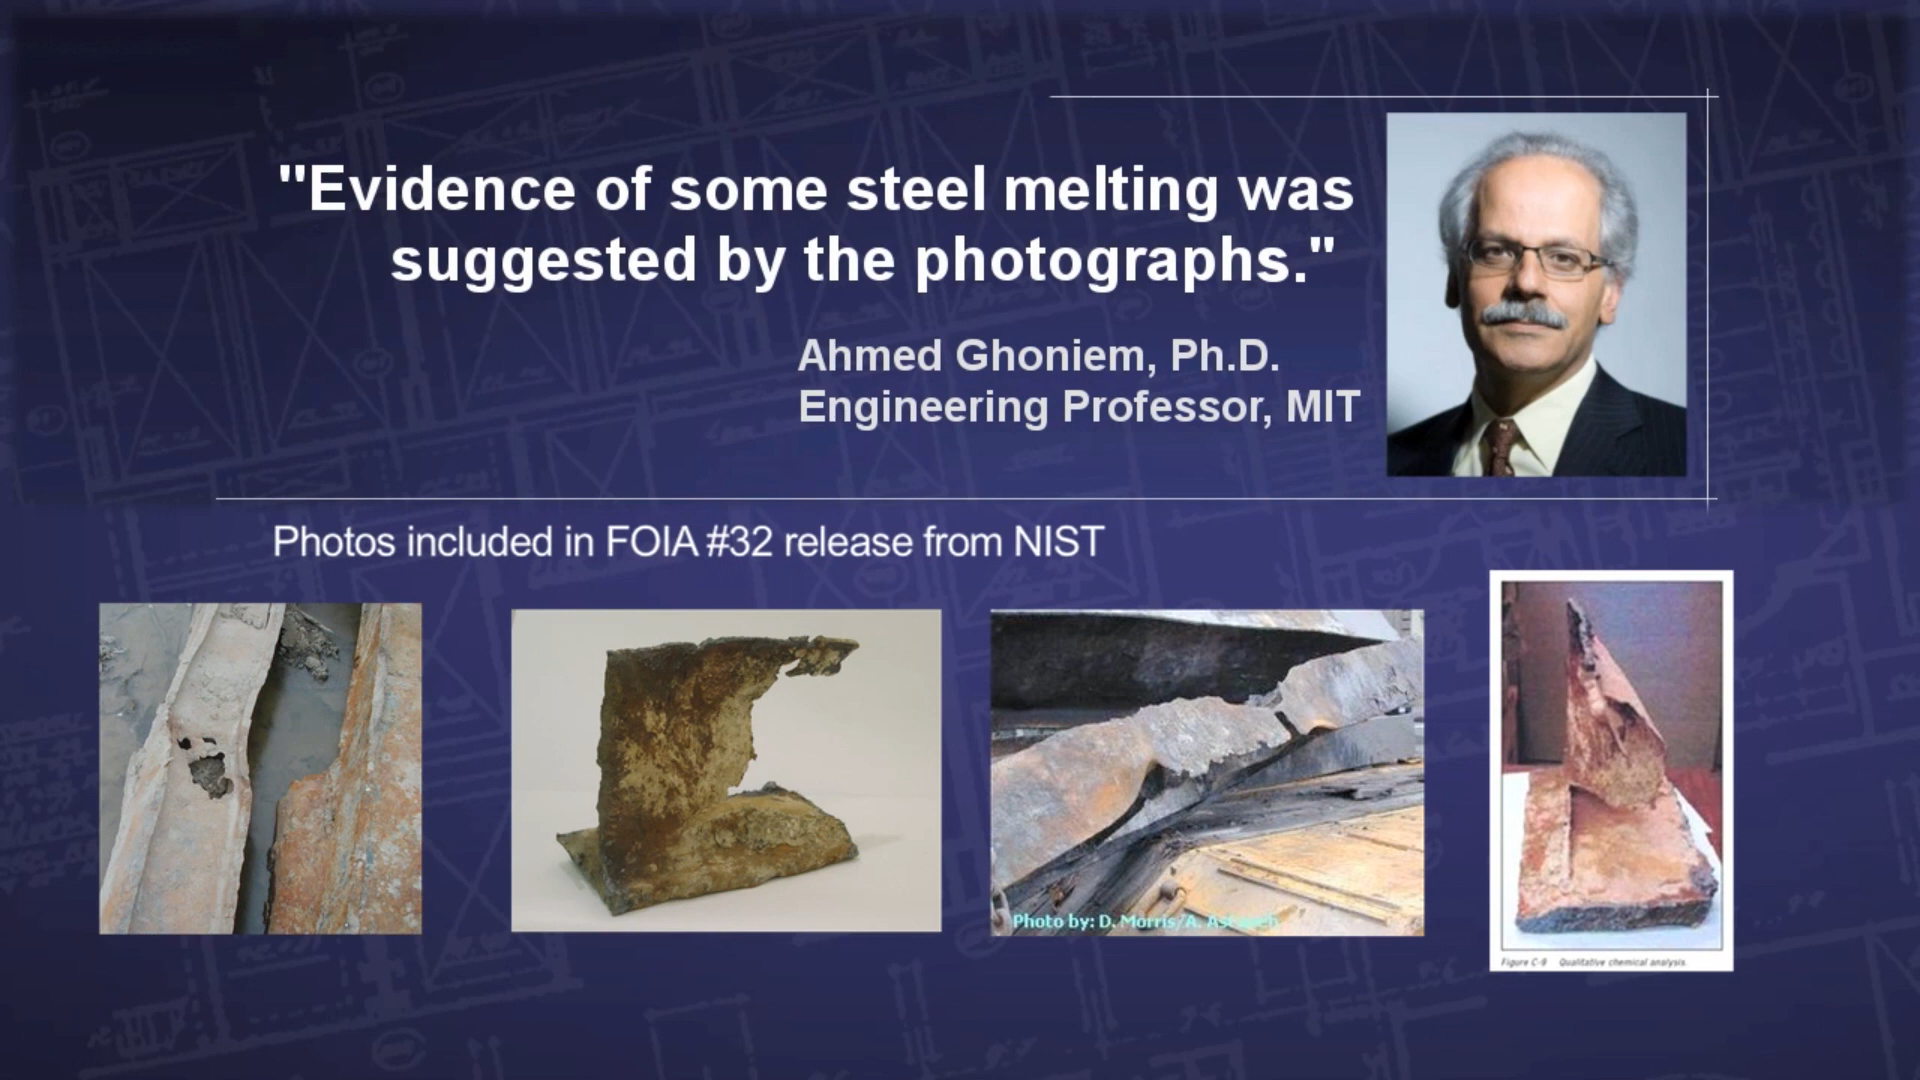 "Evidence of some steel melting was
suggested by the photographs."
Ahmed Ghoniem, Ph.D.
Engineering Professor, MIT
Photos included in FOIA #32 release from NIST
Photo by: D. Morris/A.
Figure C-9 Qualitative chemical analysis.